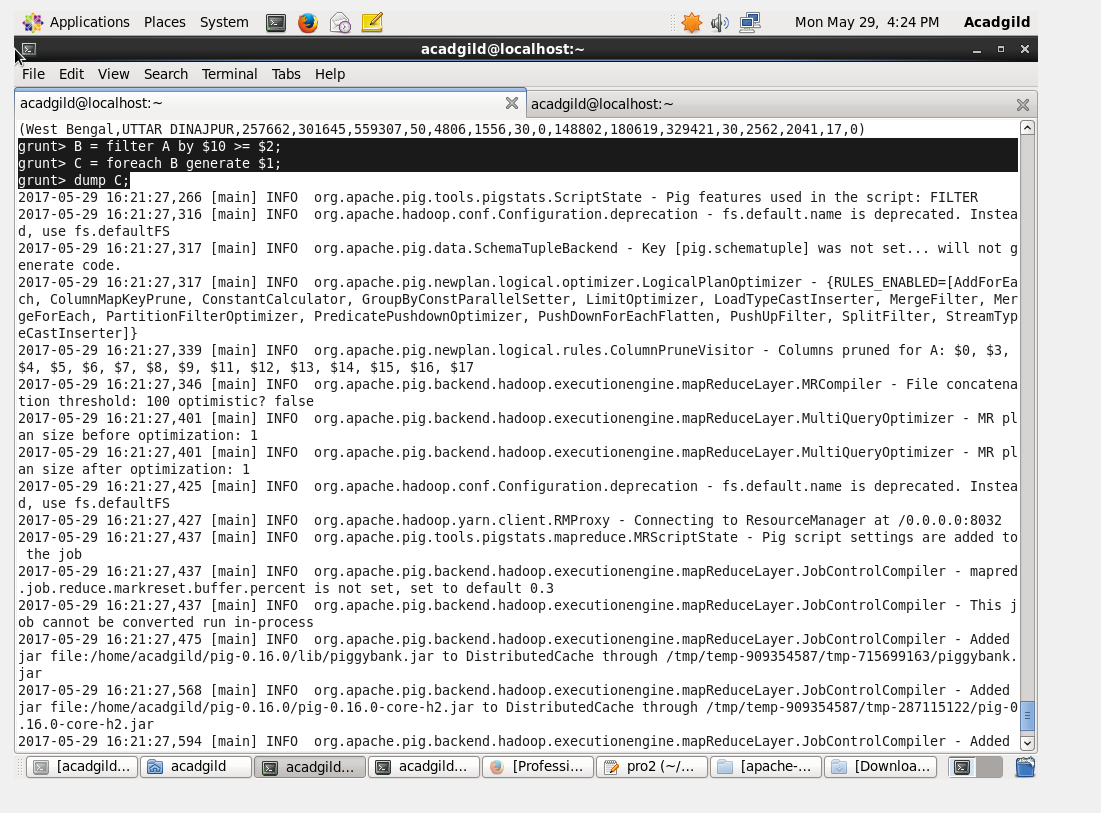 Applications Places System Mon May 29, 4:24 PM Acadgild
acadgild@localhost:~
File Edit View Search Terminal Tabs Help
acadgild@localhost:~ acadgild@localhost:~
(West Bengal,UTTAR DINAJPUR,257662,301645,559307,50,4806,1556,30,0,148802,180619,329421,30,2562,2041,17,0)
grunt> B = filter A by $10 >= $2;
grunt> C = foreach B generate $1;
grunt> dump C;
2017-05-29 16:21:27,266 [main] INFO  org.apache.pig.tools.pigstats.ScriptState - Pig features used in the script: FILTER
2017-05-29 16:21:27,316 [main] INFO  org.apache.hadoop.conf.Configuration.deprecation - fs.default.name is deprecated. Instea
d, use fs.defaultFS
2017-05-29 16:21:27,317 [main] INFO  org.apache.pig.data.SchemaTupleBackend - Key [pig.schematuple] was not set... will not g
enerate code.
2017-05-29 16:21:27,317 [main] INFO  org.apache.pig.newplan.logical.optimizer.LogicalPlanOptimizer - {RULES_ENABLED=[AddForEa
ch, ColumnMapKeyPrune, ConstantCalculator, GroupByConstParallelSetter, LimitOptimizer, LoadTypeCastInserter, MergeFilter, Mer
geForEach, PartitionFilterOptimizer, PredicatePushdownOptimizer, PushDownForEachFlatten, PushUpFilter, SplitFilter, StreamTyp
eCastInserter]}
2017-05-29 16:21:27,339 [main] INFO  org.apache.pig.newplan.logical.rules.ColumnPruneVisitor - Columns pruned for A: $0, $3,
$4, $5, $6, $7, $8, $9, $11, $12, $13, $14, $15, $16, $17
2017-05-29 16:21:27,346 [main] INFO  org.apache.pig.backend.hadoop.executionengine.mapReduceLayer.MRCompiler - File concatena
tion threshold: 100 optimistic? false
2017-05-29 16:21:27,401 [main] INFO  org.apache.pig.backend.hadoop.executionengine.mapReduceLayer.MultiQueryOptimizer - MR pl
an size before optimization: 1
2017-05-29 16:21:27,401 [main] INFO  org.apache.pig.backend.hadoop.executionengine.mapReduceLayer.MultiQueryOptimizer - MR pl
an size after optimization: 1
2017-05-29 16:21:27,425 [main] INFO  org.apache.hadoop.conf.Configuration.deprecation - fs.default.name is deprecated. Instea
d, use fs.defaultFS
2017-05-29 16:21:27,427 [main] INFO  org.apache.hadoop.yarn.client.RMProxy - Connecting to ResourceManager at /0.0.0.0:8032
2017-05-29 16:21:27,437 [main] INFO  org.apache.pig.tools.pigstats.mapreduce.MRScriptState - Pig script settings are added to
 the job
2017-05-29 16:21:27,437 [main] INFO  org.apache.pig.backend.hadoop.executionengine.mapReduceLayer.JobControlCompiler - mapred
.job.reduce.markreset.buffer.percent is not set, set to default 0.3
2017-05-29 16:21:27,437 [main] INFO  org.apache.pig.backend.hadoop.executionengine.mapReduceLayer.JobControlCompiler - This j
ob cannot be converted run in-process
2017-05-29 16:21:27,475 [main] INFO  org.apache.pig.backend.hadoop.executionengine.mapReduceLayer.JobControlCompiler - Added
jar file:/home/acadgild/pig-0.16.0/lib/piggybank.jar to DistributedCache through /tmp/temp-909354587/tmp-715699163/piggybank.
jar
2017-05-29 16:21:27,568 [main] INFO  org.apache.pig.backend.hadoop.executionengine.mapReduceLayer.JobControlCompiler - Added
jar file:/home/acadgild/pig-0.16.0/pig-0.16.0-core-h2.jar to DistributedCache through /tmp/temp-909354587/tmp-287115122/pig-0
.16.0-core-h2.jar
2017-05-29 16:21:27,594 [main] INFO  org.apache.pig.backend.hadoop.executionengine.mapReduceLayer.JobControlCompiler - Added
[acadgild... acadgild acadgild... acadgild... [Professi... pro2 (~/... [apache-... [Downloa...